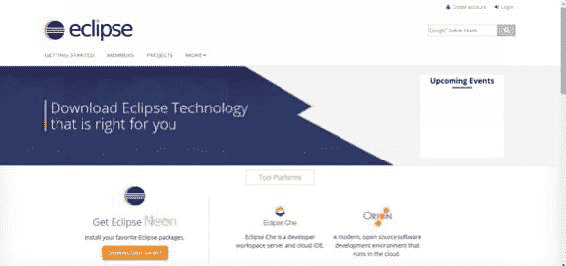 Create account Login
eclipse
Google Custom Search
GETTING STARTED MEMBERS PROJECTS MORE
Upcoming Events
Download Eclipse Technology
that is right for you
Tool Platforms
Get Eclipse Neon
Install your favorite Eclipse packages.
Eclipse Che
Eclipse Che is a developer
workspace server and cloud IDE.
ORION
a modern, open source software
development environment that
runs in the cloud.